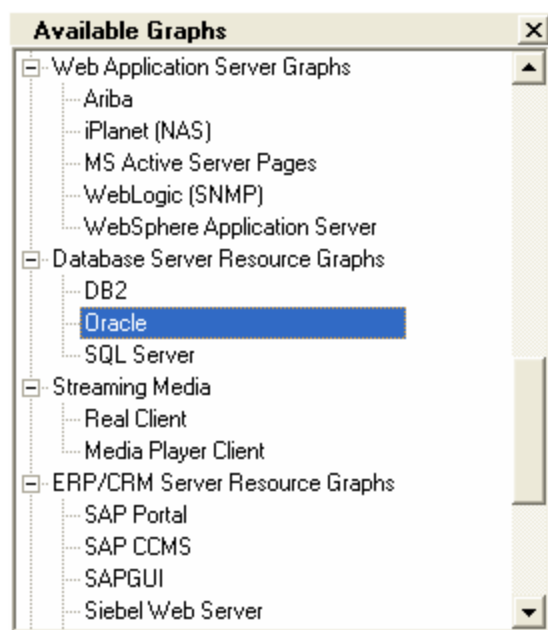 Available Graphs
Web Application Server Graphs
Ariba
iPlanet (NAS)
MS Active Server Pages
WebLogic (SNMP)
WebSphere Application Server
Database Server Resource Graphs
DB2
Oracle
SQL Server
Streaming Media
Real Client
Media Player Client
ERP/CRM Server Resource Graphs
SAP Portal
SAP CCMS
SAPGUI
Siebel Web Server